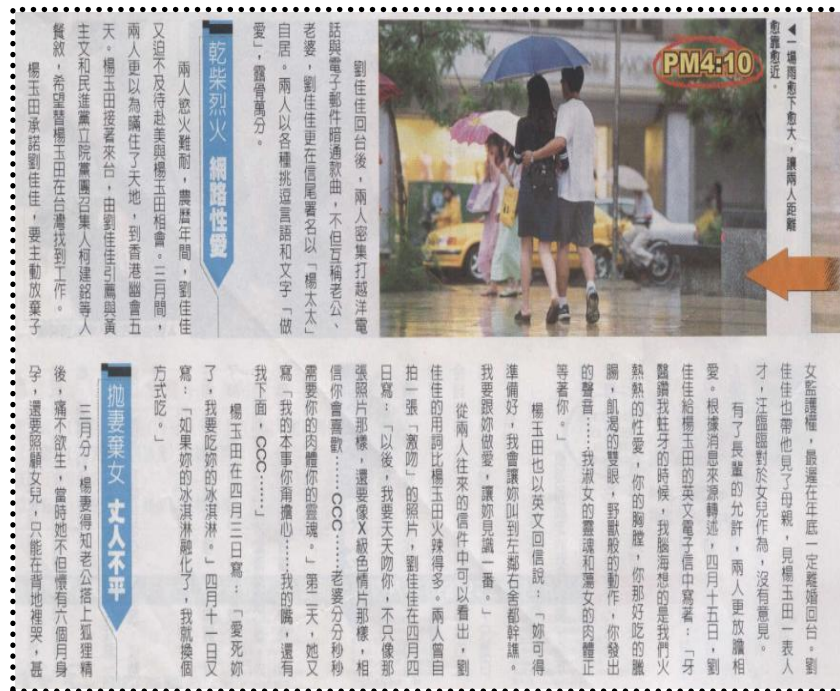 ◀一場雨愈下愈大，讓兩人距離
愈靠愈近。
PM4:10
劉佳佳回台後，兩人密集打越洋電
話與電子郵件暗通款曲，不但互稱老公、
老婆，劉佳佳更在信尾署名以「楊太太」
自居。兩人以各種挑逗言語和文字「做
愛」，露骨萬分。
乾柴烈火 網路性愛
兩人慾火難耐，農曆年間，劉佳佳
又迫不及待赴美與楊玉田相會。三月間，
兩人更以為瞞住了天地，到香港幽會五
天。楊玉田接著來台，由劉佳佳引薦與黃
主文和民進黨立院黨團召集人柯建銘等人
餐敘，希望替楊玉田在台灣找到工作。
楊玉田承諾劉佳佳，要主動放棄子
女監護權，最遲在年底一定離婚回台。劉
佳佳也帶他見了母親，見楊玉田一表人
才，汪臨臨對於女兒作為，沒有意見。
有了長輩的允許，兩人更放膽相
愛。根據消息來源轉述，四月十五日，劉
佳佳給楊玉田的英文電子信中寫著：「牙
醫鑽我蛀牙的時候，我腦海想的是我們火
熱熱的性愛，你的胸膛，你那好吃的臘
腸，飢渴的雙眼，野獸般的動作，你發出
的聲音……我淑女的靈魂和蕩女的肉體正
等著你。」
楊玉田也以英文回信說：「妳可得
準備好，我會讓妳叫到左鄰右舍都幹譙。
我要跟妳做愛，讓妳見識一番。」
從兩人往來的信件中可以看出，劉
佳佳的用詞比楊玉田火辣得多。兩人曾自
拍一張「激吻」的照片，劉佳佳在四月四
日寫：「以後，我要天天吻你，不只像那
張照片那樣，還要像X級色情片那樣，相
信你會喜歡……CCC……老婆分分秒秒
需要你的肉體你的靈魂。」第二天，她又
寫「我的本事你甭擔心……我的嘴，還有
我下面，CCC……」
楊玉田在四月三日寫：「愛死妳
了，我要吃妳的冰淇淋。」四月十一日又
寫：「如果妳的冰淇淋融化了，我就換個
方式吃。」
拋妻棄女 丈人不平
三月分，楊妻得知老公搭上狐狸精
後，痛不欲生，當時她不但懷有六個月身
孕，還要照顧女兒，只能在背地裡哭，甚